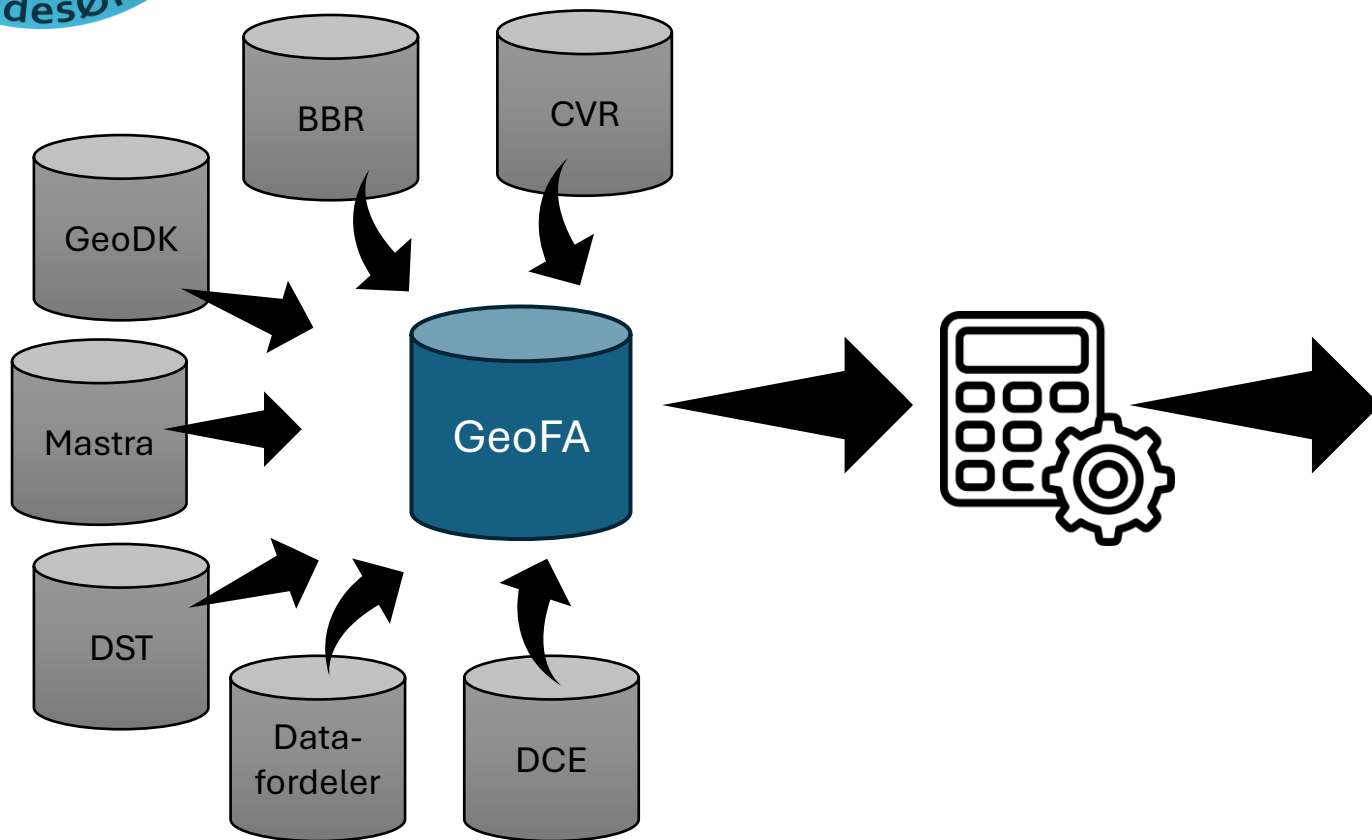 BBR
CVR
GeoDK
GeoFA
Mastra
DST
Data-
fordeler
DCE